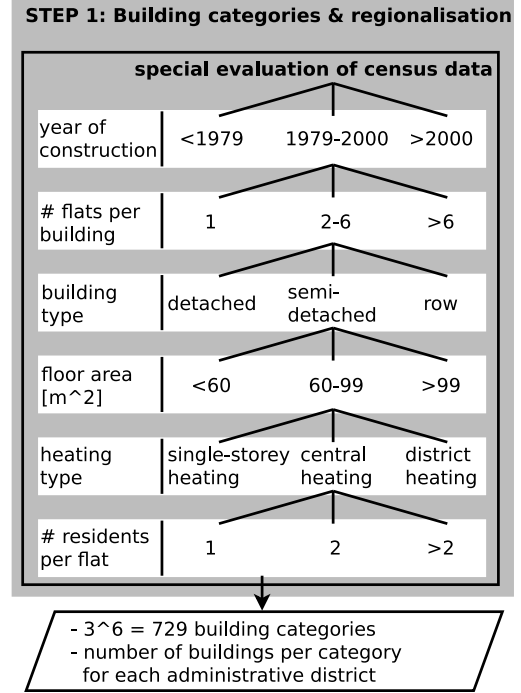 STEP 1: Building categories & regionalisation
special evaluation of census data
year of
construction
<1979
1979-2000
>2000
# flats per
building
1
2-6
>6
building
type
detached
semi-
detached
row
floor area
[m^2]
<60
60-99
>99
heating
type
single-storey
heating
central
heating
district
heating
# residents
per flat
1
2
>2
- 3^6 = 729 building categories
- number of buildings per category
for each administrative district